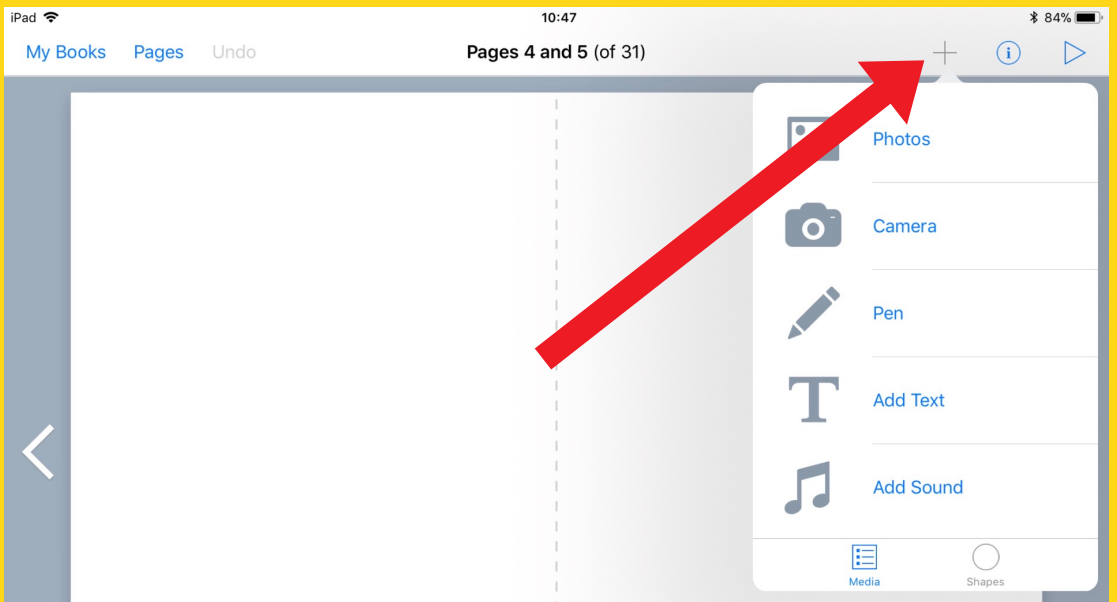 iPad 10:47 84%
My Books Pages Undo Pages 4 and 5 (of 31)
Photos
Camera
Pen
Add Text
Add Sound
Media Shapes